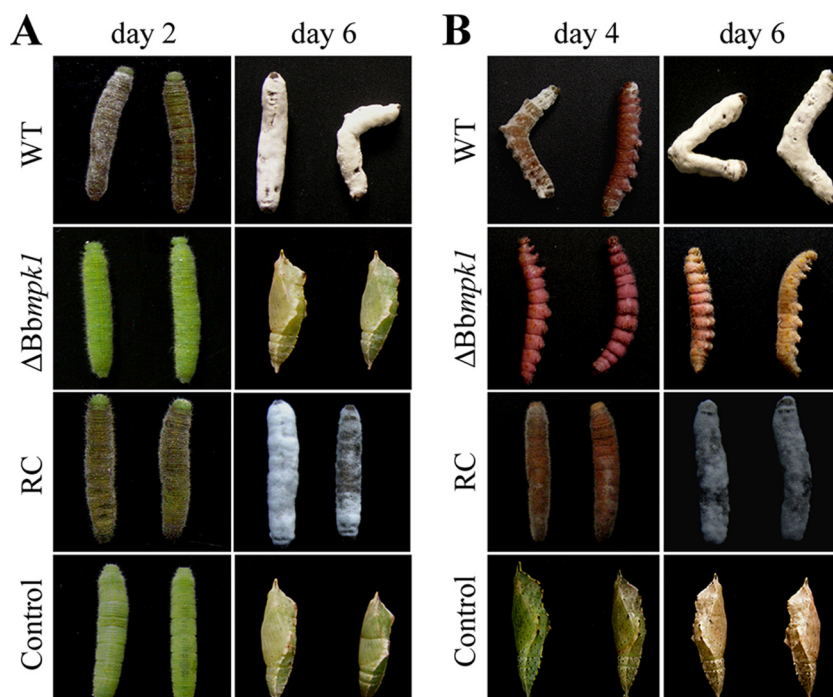 A
day 2
day 6
B
day 4
day 6
WT
ΔBbmpk1
RC
Control
WT
ΔBbmpk1
RC
Control